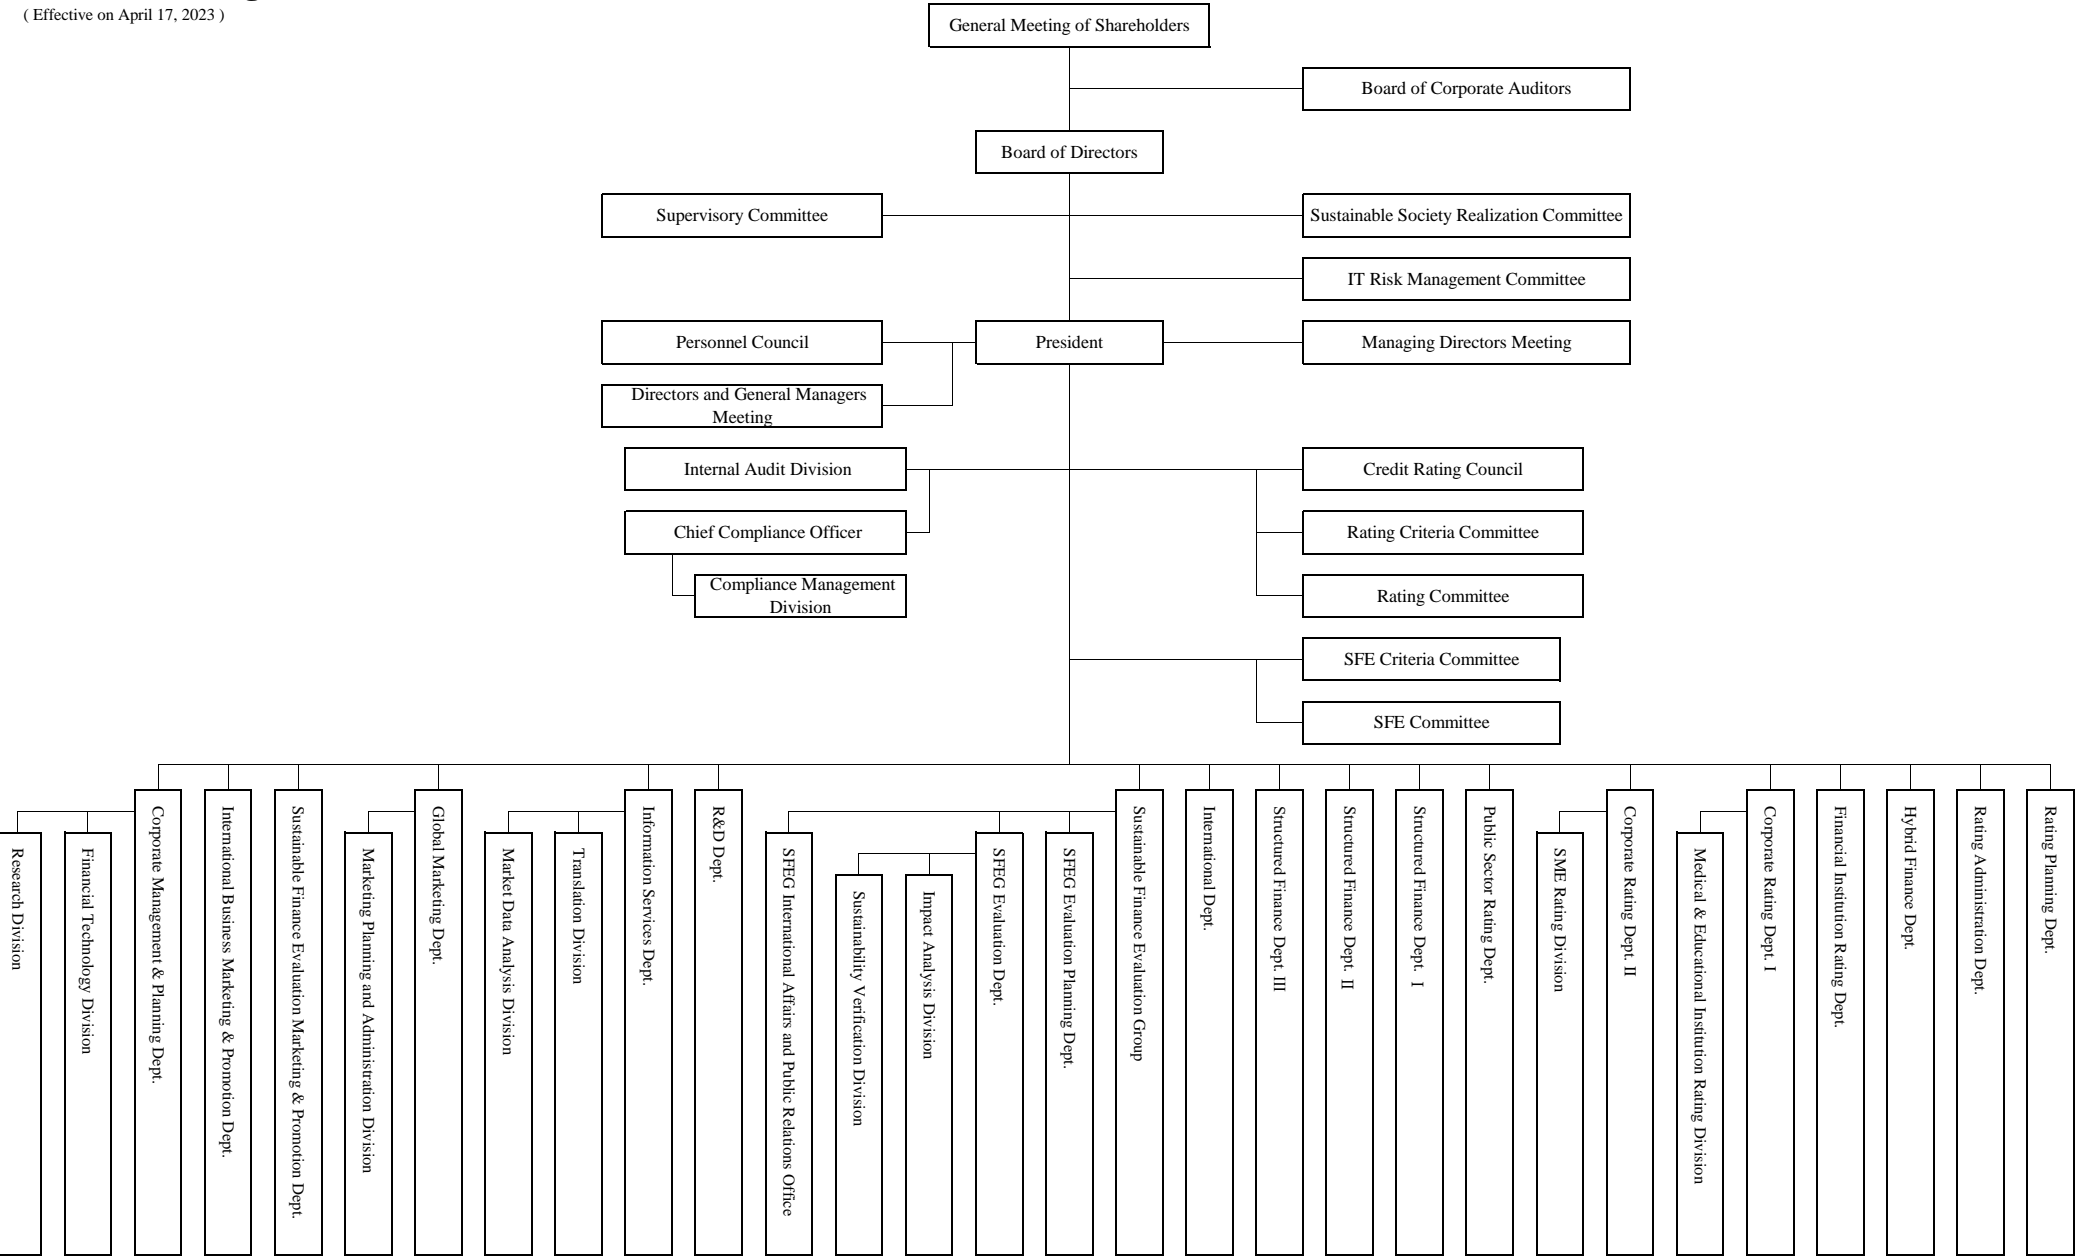 ( Effective on April 17, 2023 )
General Meeting of Shareholders
Board of Corporate Auditors
Board of Directors
Supervisory Committee
Sustainable Society Realization Committee
IT Risk Management Committee
Personnel Council
President
Managing Directors Meeting
Directors and General Managers
Meeting
Internal Audit Division
Credit Rating Council
Chief Compliance Officer
Rating Criteria Committee
Compliance Management
Division
Rating Committee
SFE Criteria Committee
SFE Committee
Research Division
Financial Technology Division
Corporate Management & Planning Dept.
International Business Marketing & Promotion Dept.
Sustainable Finance Evaluation Marketing & Promotion Dept.
Marketing Planning and Administration Division
Global Marketing Dept.
Market Data Analysis Division
Translation Division
Information Services Dept.
R&D Dept.
SFEG International Affairs and Public Relations Office
Sustainability Verification Division
Impact Analysis Division
SFEG Evaluation Dept.
SFEG Evaluation Planning Dept.
Sustainable Finance Evaluation Group
International Dept.
Structured Finance Dept. III
Structured Finance Dept. II
Structured Finance Dept. I
Public Sector Rating Dept.
SME Rating Division
Corporate Rating Dept. II
Medical & Educational Institution Rating Division
Corporate Rating Dept. I
Financial Institution Rating Dept.
Hybrid Finance Dept.
Rating Administration Dept.
Rating Planning Dept.